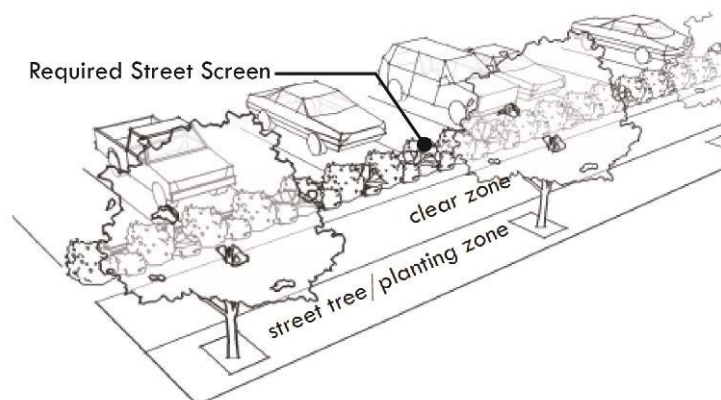 Required Street Screen
clear zone
street tree/planting zone